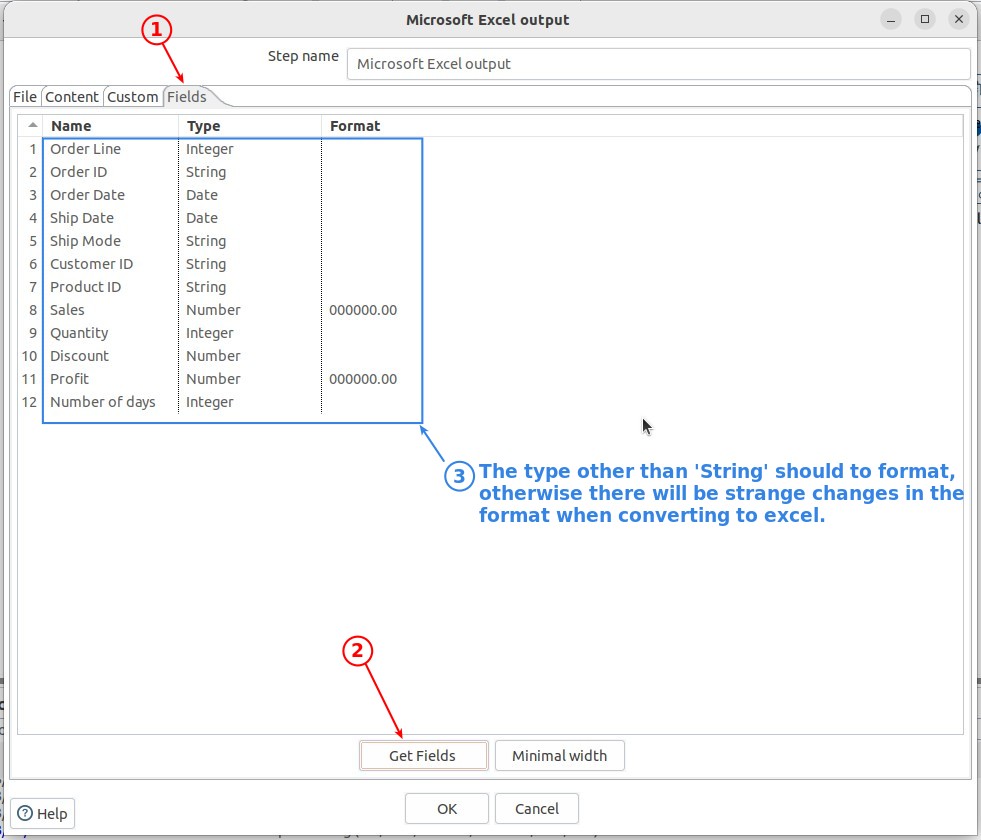 Microsoft Excel output
1
Step name Microsoft Excel output
File Content Custom Fields
Name Type Format
1 Order Line Integer
2 Order ID String
3 Order Date Date
4 Ship Date Date
5 Ship Mode String
6 Customer ID String
7 Product ID String
8 Sales Number 000000.00
9 Quantity Integer
10 Discount Number
11 Profit Number 000000.00
12 Number of days Integer
3 The type other than 'String' should to format,
otherwise there will be strange changes in the
format when converting to excel.
2
Get Fields Minimal width
OK Cancel
Help